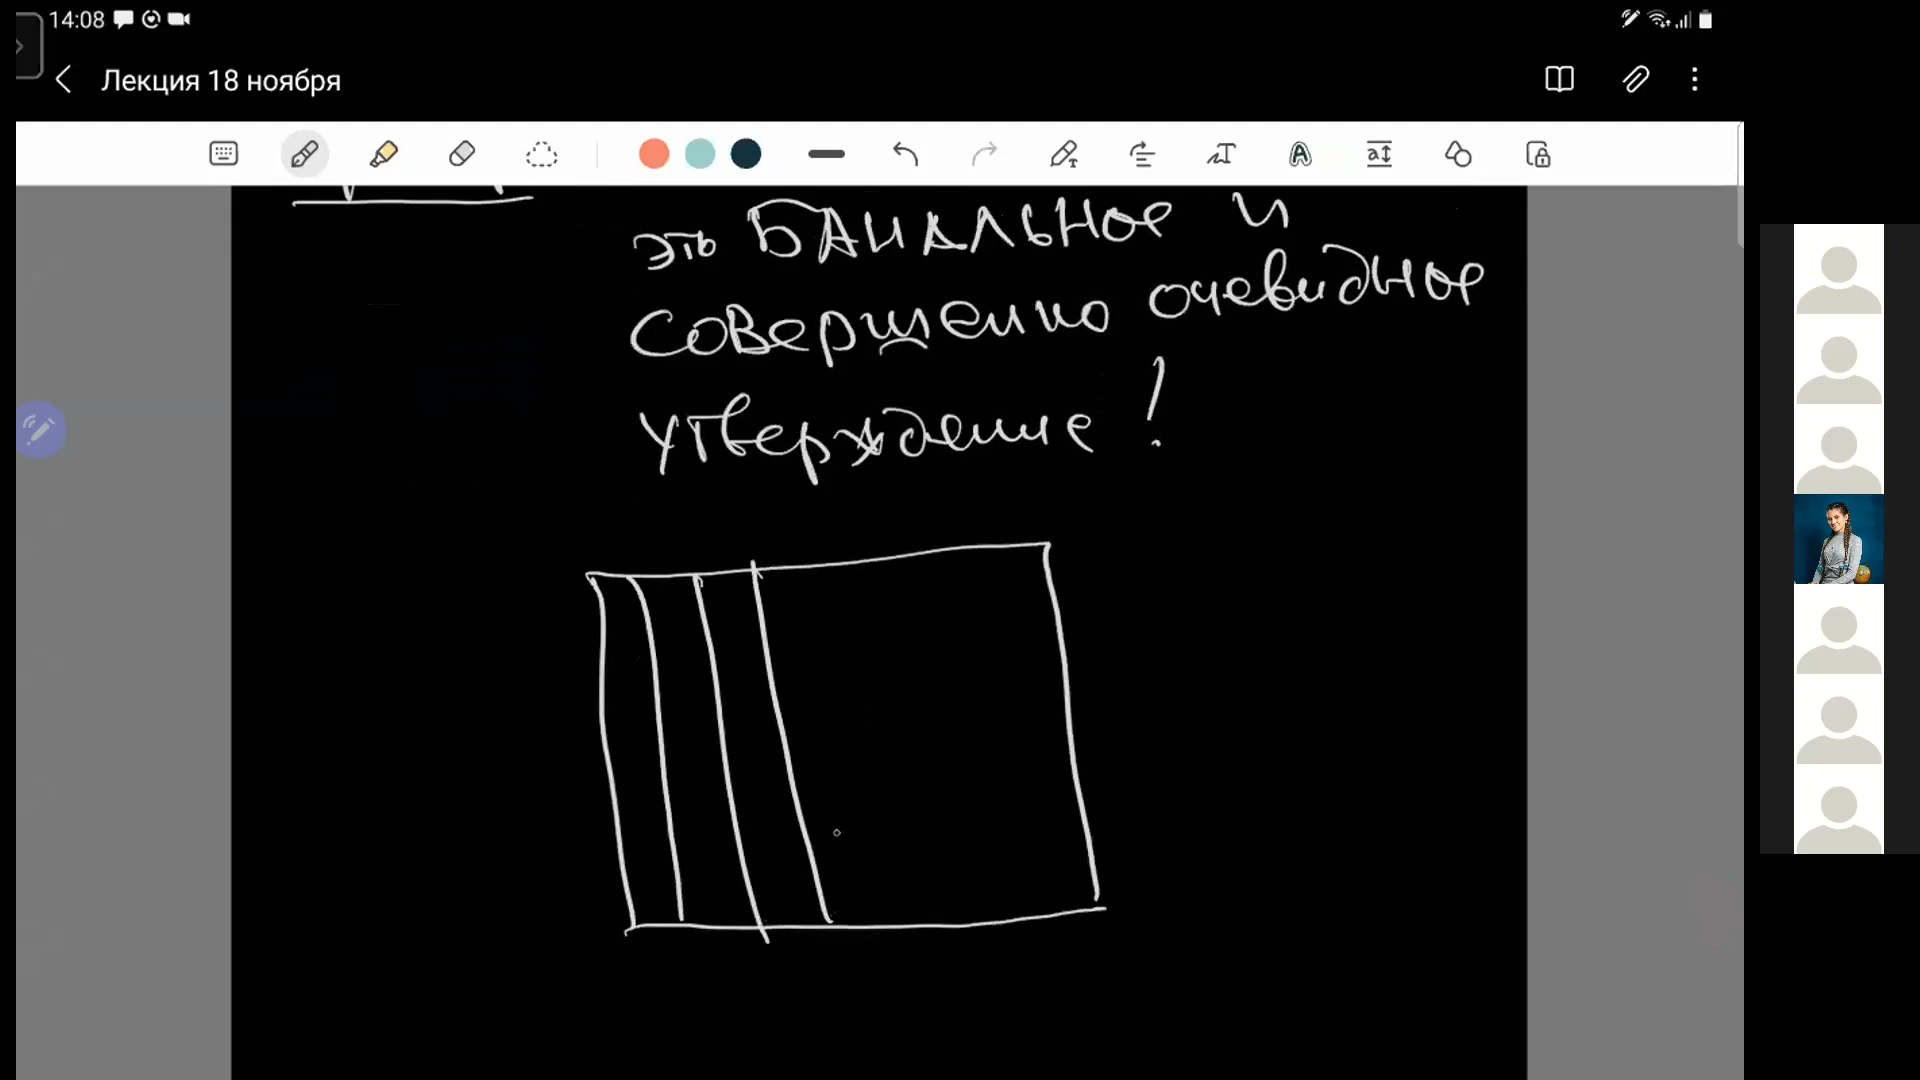 14:08
Лекция 18 ноября
это БАНАЛЬНОЕ и
совершенно очевидное
утверждение!